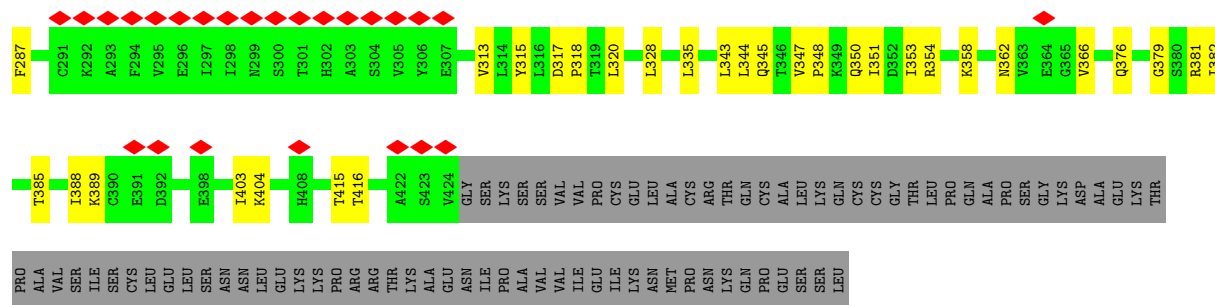 F287 C291 K292 A293 F294 V295 E296 I297 I298 N299 S300 T301 H302 A303 S304 V305 Y306 E307 V313 L314 Y315 L316 D317 P318 T319 L320 L328 L335 L343 L344 Q345 T346 V347 P348 K349 Q350 I351 D352 I353 R354 K358 N362 V363 E364 G365 V366 Q376 G379 S380 R381 I382
T385 I388 K389 C390 E391 D392 E398 I403 K404 H408 T415 T416 A422 S423 V424 GLY SER LYS SER SER VAL VAL PRO CYS GLU LEU ALA CYS ARG THR GLN CYS ALA LEU LYS GLN CYS CYS GLY THR LEU PRO GLN ALA PRO SER GLY LYS ASP ALA GLU LYS THR
PRO ALA VAL SER ILE SER CYS LEU GLU LEU SER ASN ASN LEU GLU LYS LYS PRO ARG ARG THR LYS ALA GLU ASN ILE PRO ALA VAL VAL ILE GLU ILE LYS ASN MET PRO ASN LYS GLN PRO GLU SER SER LEU